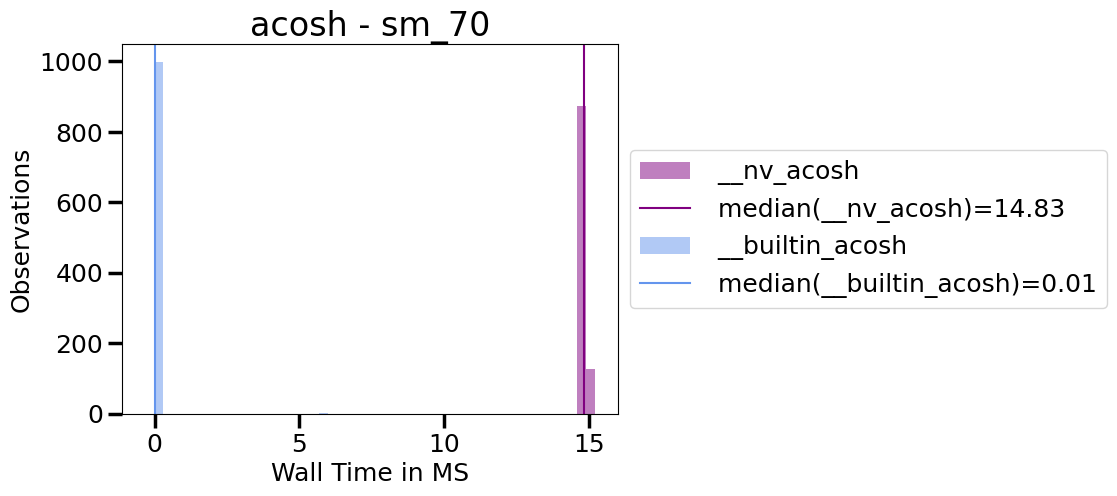 acosh - sm_70
Observations
1000
800
600
400
200
0
0 5 10 15
Wall Time in MS
__nv_acosh
median(__nv_acosh)=14.83
__builtin_acosh
median(__builtin_acosh)=0.01